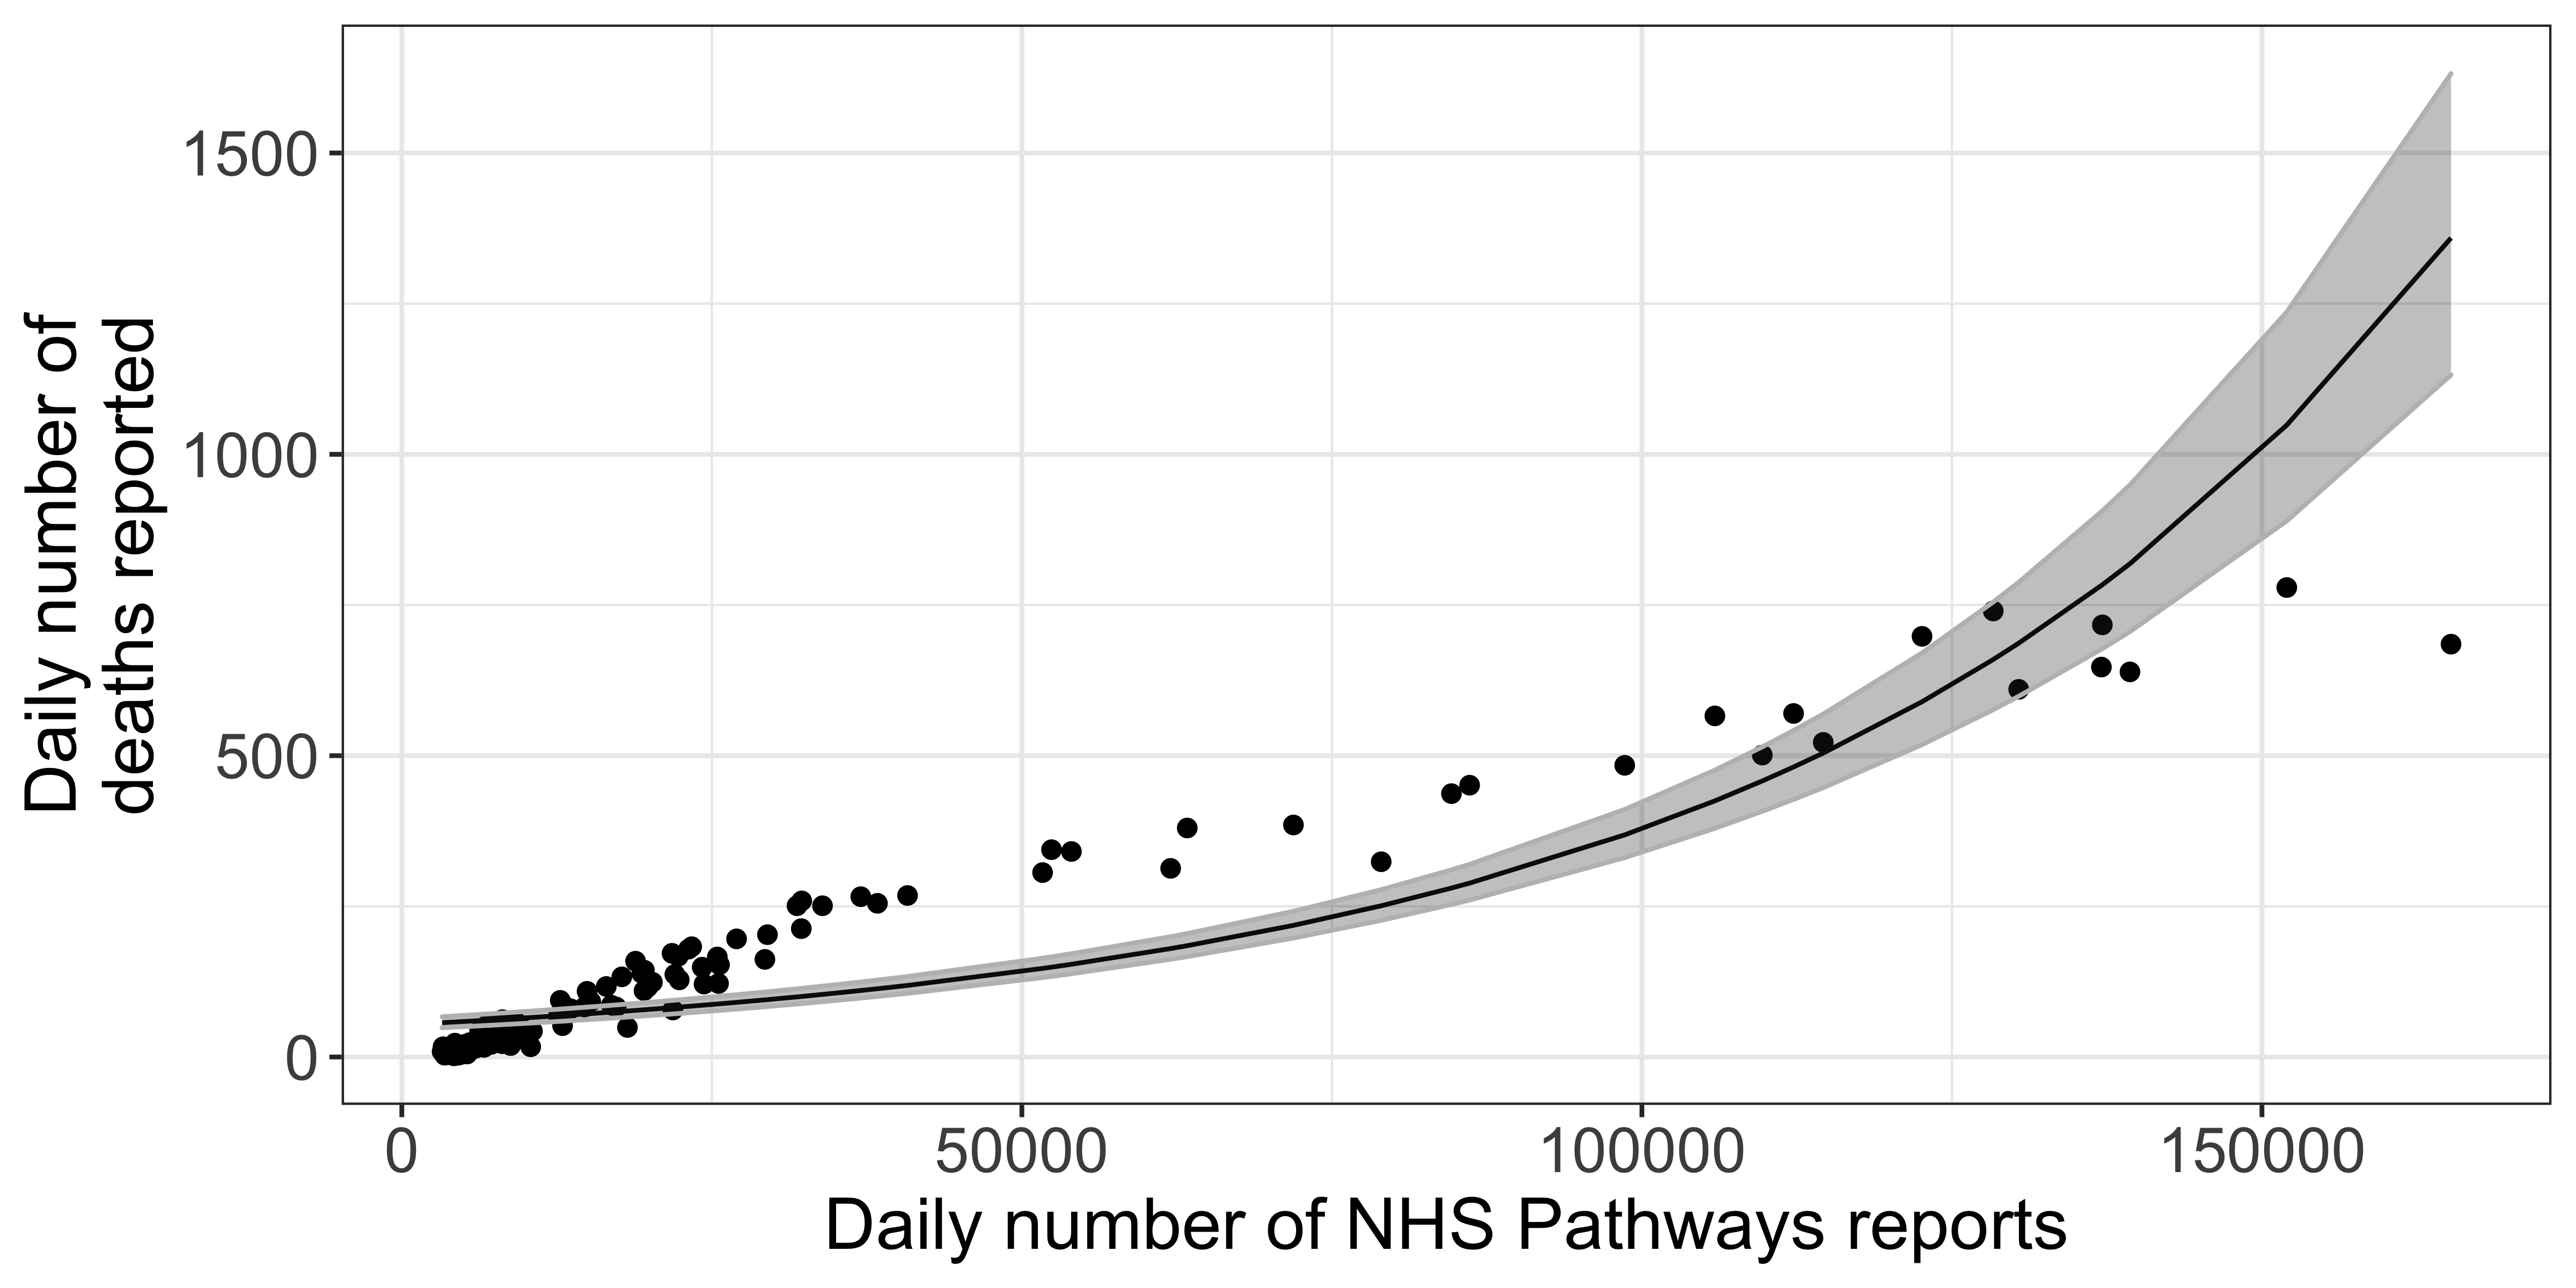 Daily number of
deaths reported
1500
1000
500
0
0
50000
100000
150000
Daily number of NHS Pathways reports